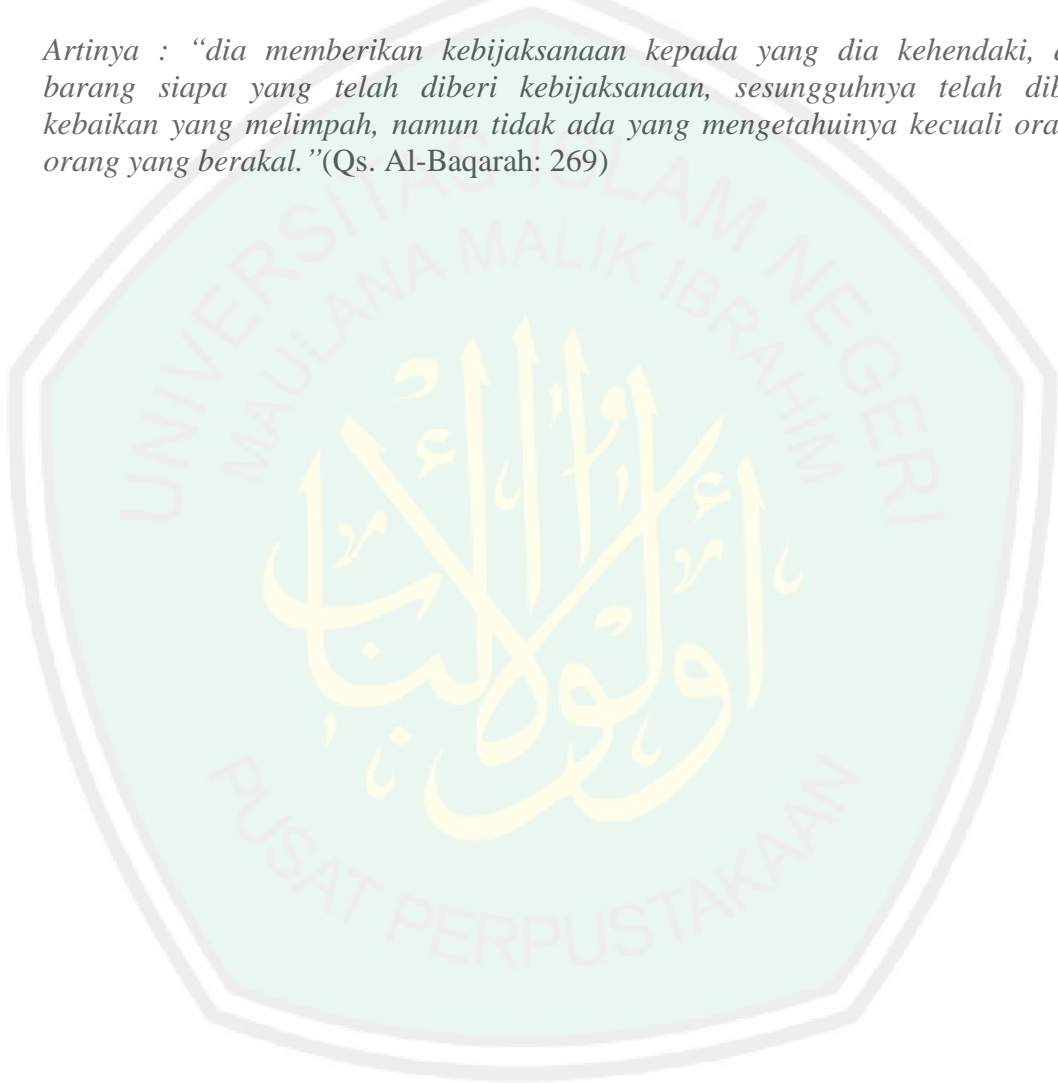 Artinya : “dia memberikan kebijaksanaan kepada yang dia kehendaki,
barang siapa yang telah diberi kebijaksanaan, sesungguhnya telah
kebaikan yang melimpah, namun tidak ada yang mengetahuinya kecuali
orang yang berakal.”(Qs. Al-Baqarah: 269)
UNIVERSITAS ISLAM NEGERI
MAULANA MALIK IBRAHIM
أولو الألباب
PUSAT PERPUSTAKAAN